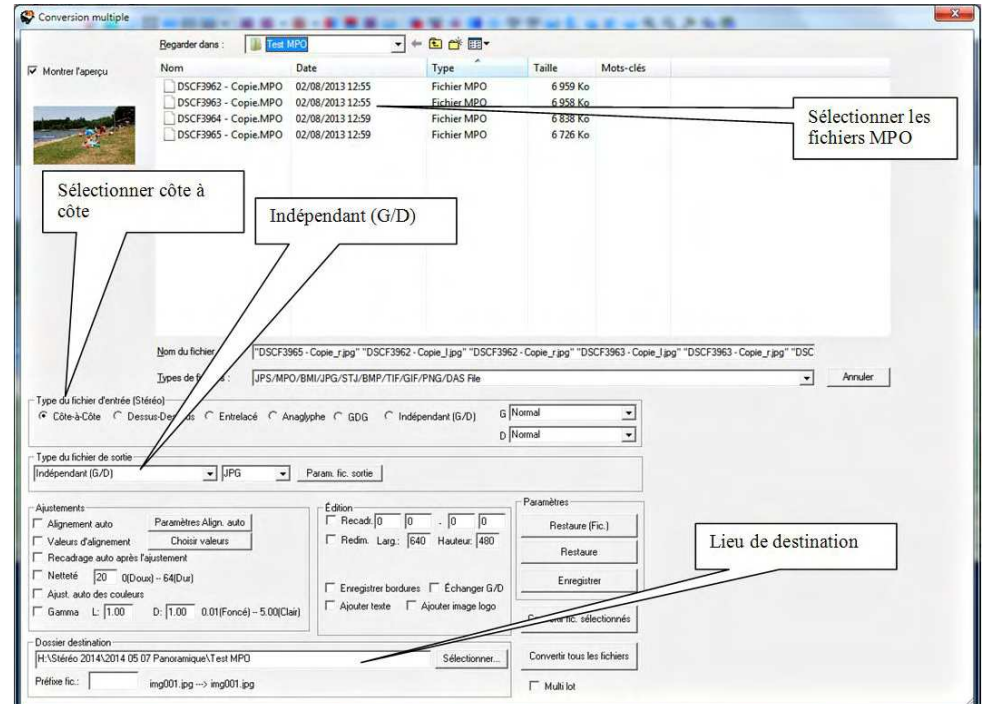 Conversion multiple
Regarder dans : Test MPO
Montrer l'aperçu
Nom Date Type Taille Mots-clés
DSCF3962 - Copie.MPO 02/08/2013 12:55 Fichier MPO 6 959 Ko
DSCF3963 - Copie.MPO 02/08/2013 12:55 Fichier MPO 6 958 Ko
DSCF3964 - Copie.MPO 02/08/2013 12:59 Fichier MPO 6 838 Ko
DSCF3965 - Copie.MPO 02/08/2013 12:59 Fichier MPO 6 726 Ko
Sélectionner les
fichiers MPO
Sélectionner côte à
côte
Indépendant (G/D)
Nom du fichier "DSCF3965 - Copie_r.jpg" "DSCF3962 - Copie_l.jpg" "DSCF3962 - Copie_r.jpg" "DSCF3963 - Copie_l.jpg" "DSCF3963 - Copie_r.jpg" "DSC
Types de : JPS/MPO/BMI/JPG/STJ/BMP/TIF/GIF/PNG/DAS File Annuler
Type du fichier d'entrée (Stéréo)
Côte-à-Côte Entrelacé Anaglyphe GDG Indépendant (G/D) G Normal
D Normal
Type du fichier de sortie
Indépendant (G/D) JPG Param. fic. sortie
Ajustements
Alignement auto Paramètres Align. auto
Valeurs d'alignement Choisir valeurs
Recadrage auto après l'ajustement
Netteté 20 0(Doux) -- 64(Dur)
Ajust. auto des couleurs
Gamma L: 1.00 D: 1.00 0.01(Foncé) -- 5.00(Clair)
Édition
Recadr. 0 0 - 0 0
Redim. Larg.: 640 Hauteur: 480
Enregistrer bordures Échanger G/D
Ajouter texte Ajouter image logo
Paramètres
Restaure (Fic.)
Restaure
Enregistrer
fic. sélectionnés
Lieu de destination
Dossier destination
H:\Stéréo 2014\2014 05 07 Panoramique\Test MPO Sélectionner... Convertir tous les fichiers
Préfixe fic.: img001.jpg ---> img001.jpg Multi lot